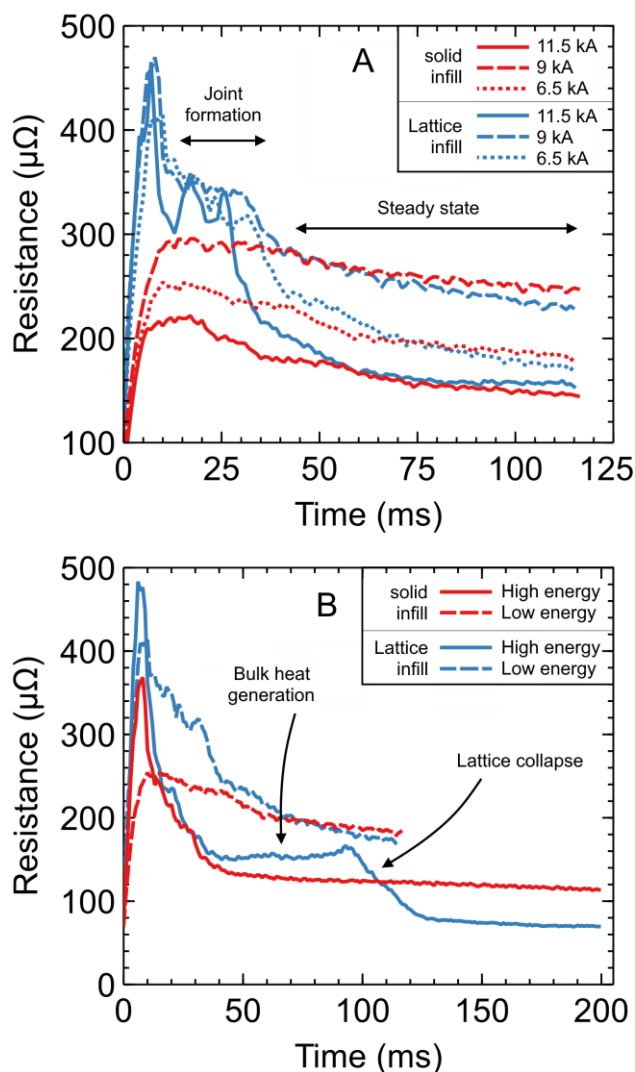 A
500
400
300
200
100
Resistance (μΩ)
solid
infill
11.5 kA
9 kA
6.5 kA
Lattice
infill
11.5 kA
9 kA
6.5 kA
Joint
formation
Steady state
0
25
50
75
100
125
Time (ms)
B
500
400
300
200
100
0
Resistance (μΩ)
solid
infill
High energy
Low energy
Lattice
infill
High energy
Low energy
Bulk heat
generation
Lattice collapse
0
50
100
150
200
Time (ms)